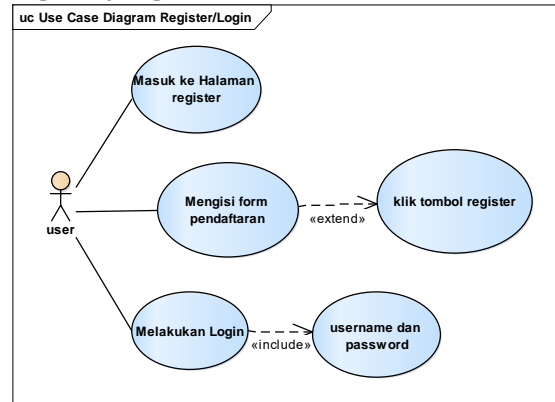 uc Use Case Diagram Register/Login
Masuk ke Halaman
register
Mengisi form
pendaftaran
«extend»
klik tombol register
user
Melakukan Login
«include»
username dan
password